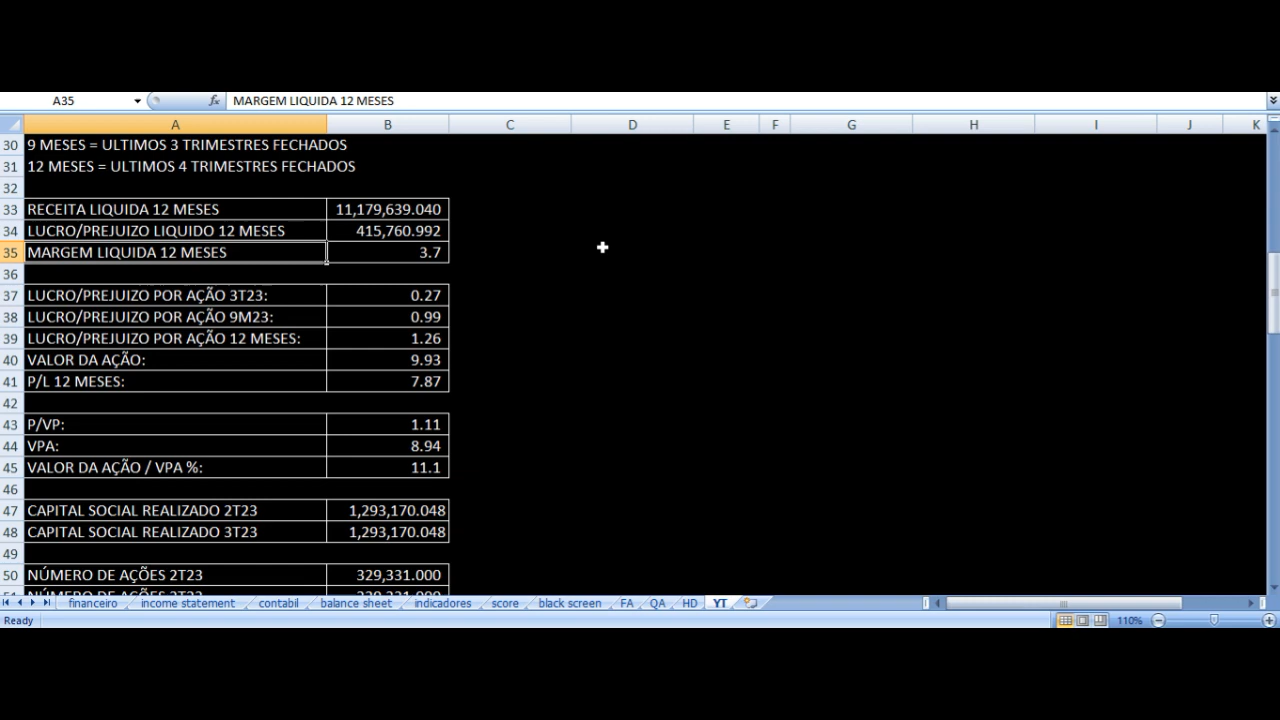 A35 MARGEM LIQUIDA 12 MESES
A B C D E F G H I J K
30 9 MESES = ULTIMOS 3 TRIMESTRES FECHADOS
31 12 MESES = ULTIMOS 4 TRIMESTRES FECHADOS
32
33 RECEITA LIQUIDA 12 MESES 11,179,639.040
34 LUCRO/PREJUIZO LIQUIDO 12 MESES 415,760.992
35 MARGEM LIQUIDA 12 MESES 3.7
36
37 LUCRO/PREJUIZO POR AÇÃO 3T23: 0.27
38 LUCRO/PREJUIZO POR AÇÃO 9M23: 0.99
39 LUCRO/PREJUIZO POR AÇÃO 12 MESES: 1.26
40 VALOR DA AÇÃO: 9.93
41 P/L 12 MESES: 7.87
42
43 P/VP: 1.11
44 VPA: 8.94
45 VALOR DA AÇÃO / VPA %: 11.1
46
47 CAPITAL SOCIAL REALIZADO 2T23 1,293,170.048
48 CAPITAL SOCIAL REALIZADO 3T23 1,293,170.048
49
50 NÚMERO DE AÇÕES 2T23 329,331.000
financeiro income statement contabil balance sheet indicadores score black screen FA QA HD YT
Ready 110%